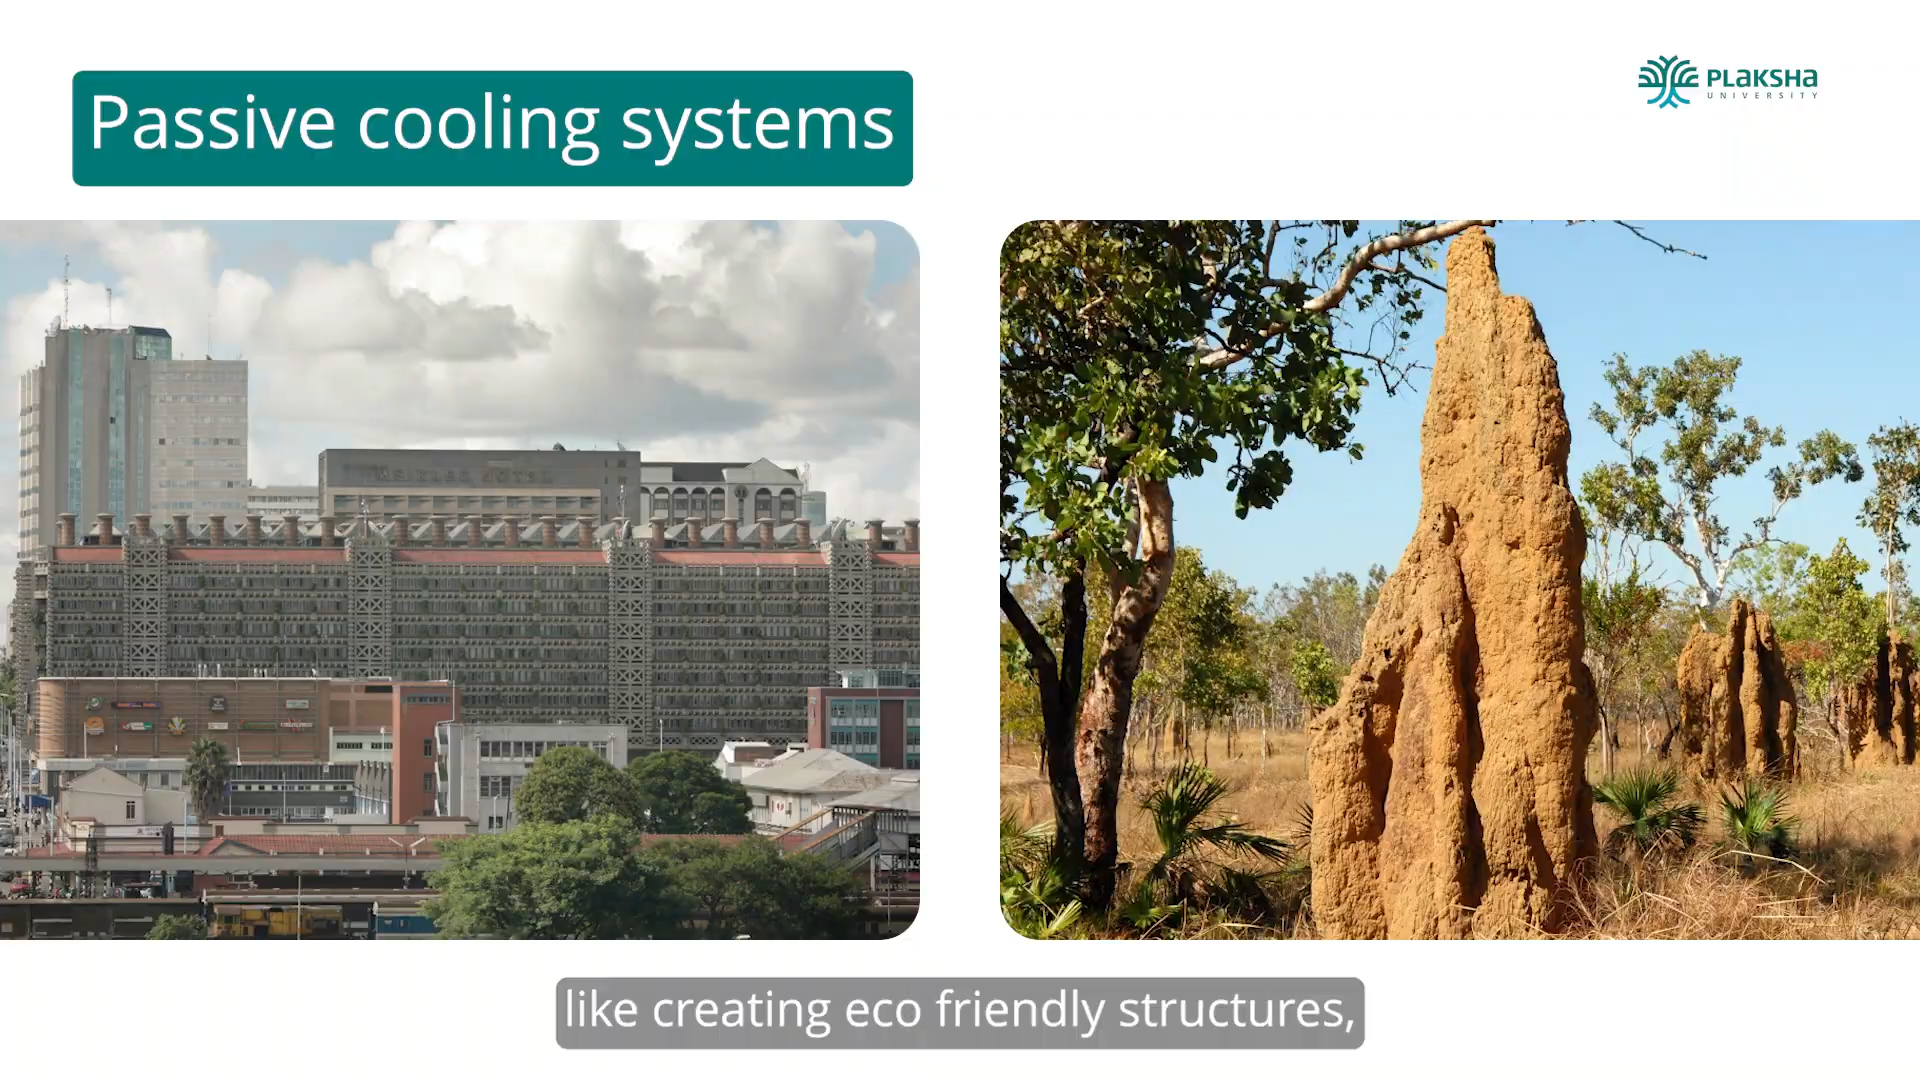 Passive cooling systems
PLAKSHA
UNIVERSITY
like creating eco friendly structures,